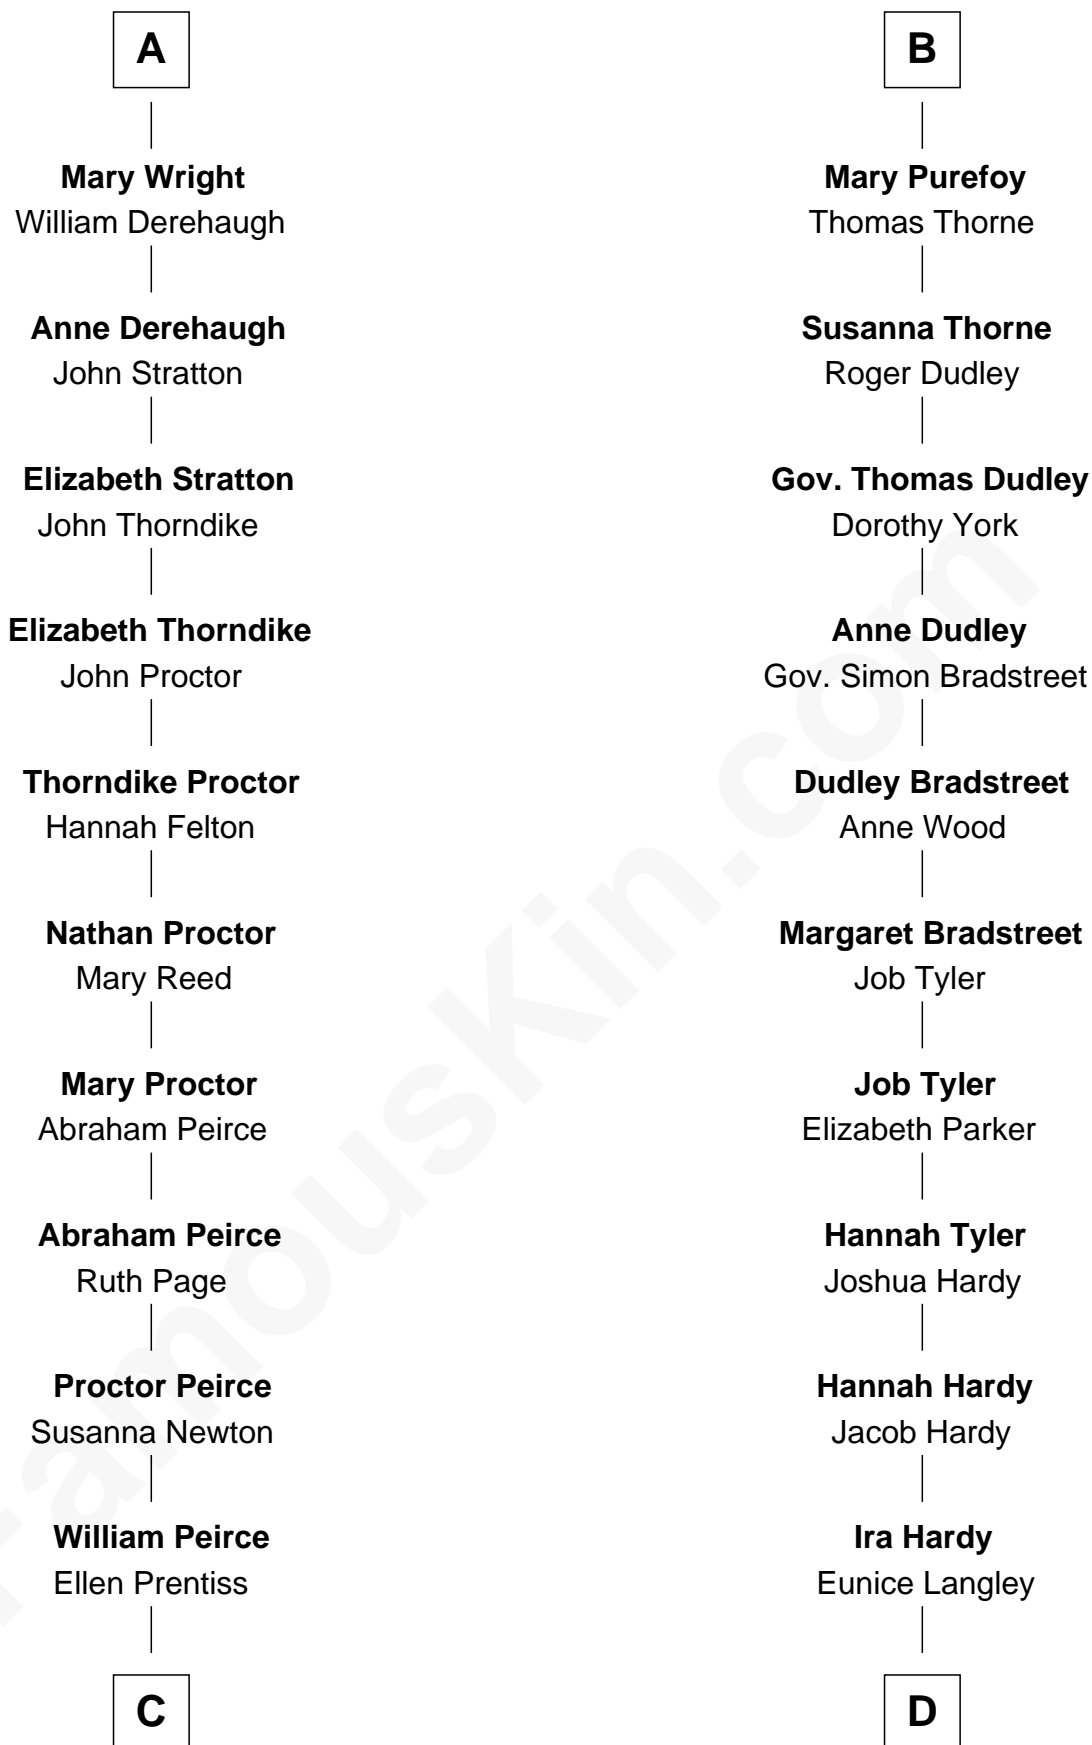 A
Mary Wright
William Derehaugh
Anne Derehaugh
John Stratton
Elizabeth Stratton
John Thorndike
Elizabeth Thorndike
John Proctor
Thorndike Proctor
Hannah Felton
Nathan Proctor
Mary Reed
Mary Proctor
Abraham Peirce
Abraham Peirce
Ruth Page
Proctor Peirce
Susanna Newton
William Peirce
Ellen Prentiss
C
B
Mary Purefoy
Thomas Thorne
Susanna Thorne
Roger Dudley
Gov. Thomas Dudley
Dorothy York
Anne Dudley
Gov. Simon Bradstreet
Dudley Bradstreet
Anne Wood
Margaret Bradstreet
Job Tyler
Job Tyler
Elizabeth Parker
Hannah Tyler
Joshua Hardy
Hannah Hardy
Jacob Hardy
Ira Hardy
Eunice Langley
D
FamousKin.com